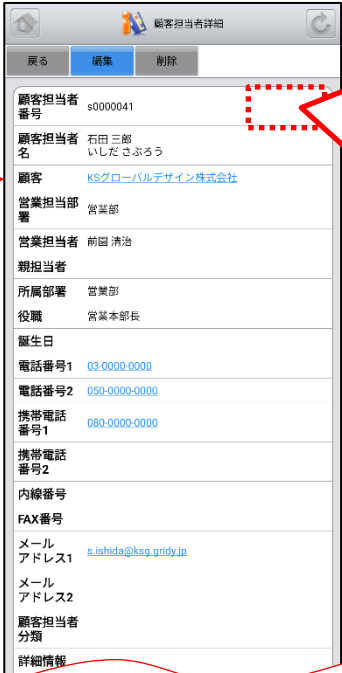 顧客担当者詳細
戻る 編集 削除
顧客担当者
番号 s0000041
顧客担当者
名
石田 三郎
いしだ さぶろう
顧客 KSグローバルデザイン株式会社
営業担当部
署 営業部
営業担当者 前園 清治
親担当者
所属部署 営業部
役職 営業本部長
誕生日
電話番号1 03-0000-0000
電話番号2 050-0000-0000
携帯電話
番号1 080-0000-0000
携帯電話
番号2
内線番号
FAX番号
メール
アドレス1 s.ishida@ksg.gridy.jp
メール
アドレス2
顧客担当者
分類
詳細情報